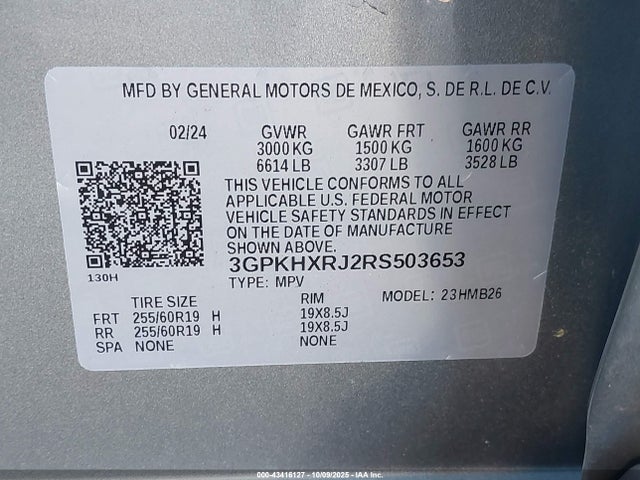 MFD BY GENERAL MOTORS DE MEXICO, S. DE R.L. DE C.V.
02/24 GVWR GAWR FRT GAWR RR
3000 KG 1500 KG 1600 KG
6614 LB 3307 LB 3528 LB
THIS VEHICLE CONFORMS TO ALL
APPLICABLE U.S. FEDERAL MOTOR
VEHICLE SAFETY STANDARDS IN EFFECT
ON THE DATE OF MANUFACTURE
SHOWN ABOVE.
3GPKHXRJ2RS503653
130H
TYPE: MPV
TIRE SIZE RIM MODEL: 23HMB26
FRT 255/60R19 H 19X8.5J
RR 255/60R19 H 19X8.5J
SPA NONE NONE
000-43416127 - 10/09/2025 - IAA Inc.